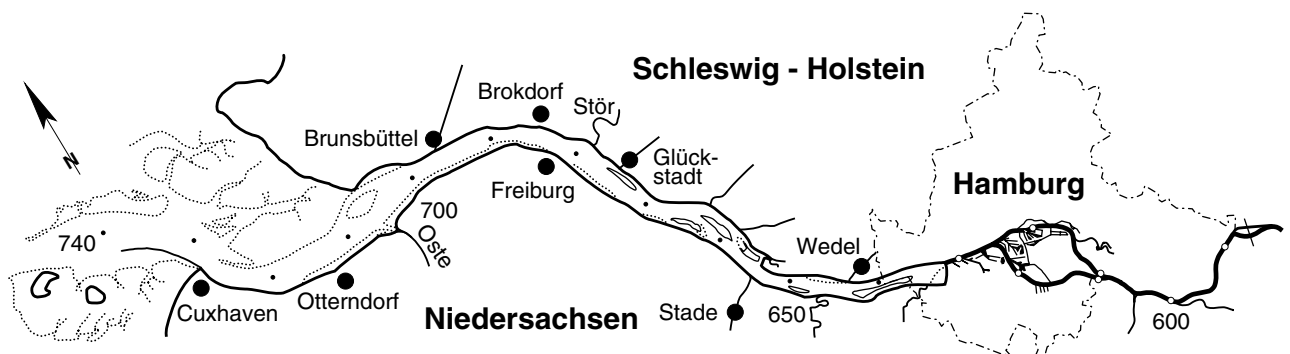 Schleswig - Holstein
Brokdorf
Stör
Brunsbüttel
Glück-
stadt
N
Freiburg
Hamburg
700
Oste
740
Wedel
Otterndorf
Cuxhaven
Niedersachsen
Stade
650
600